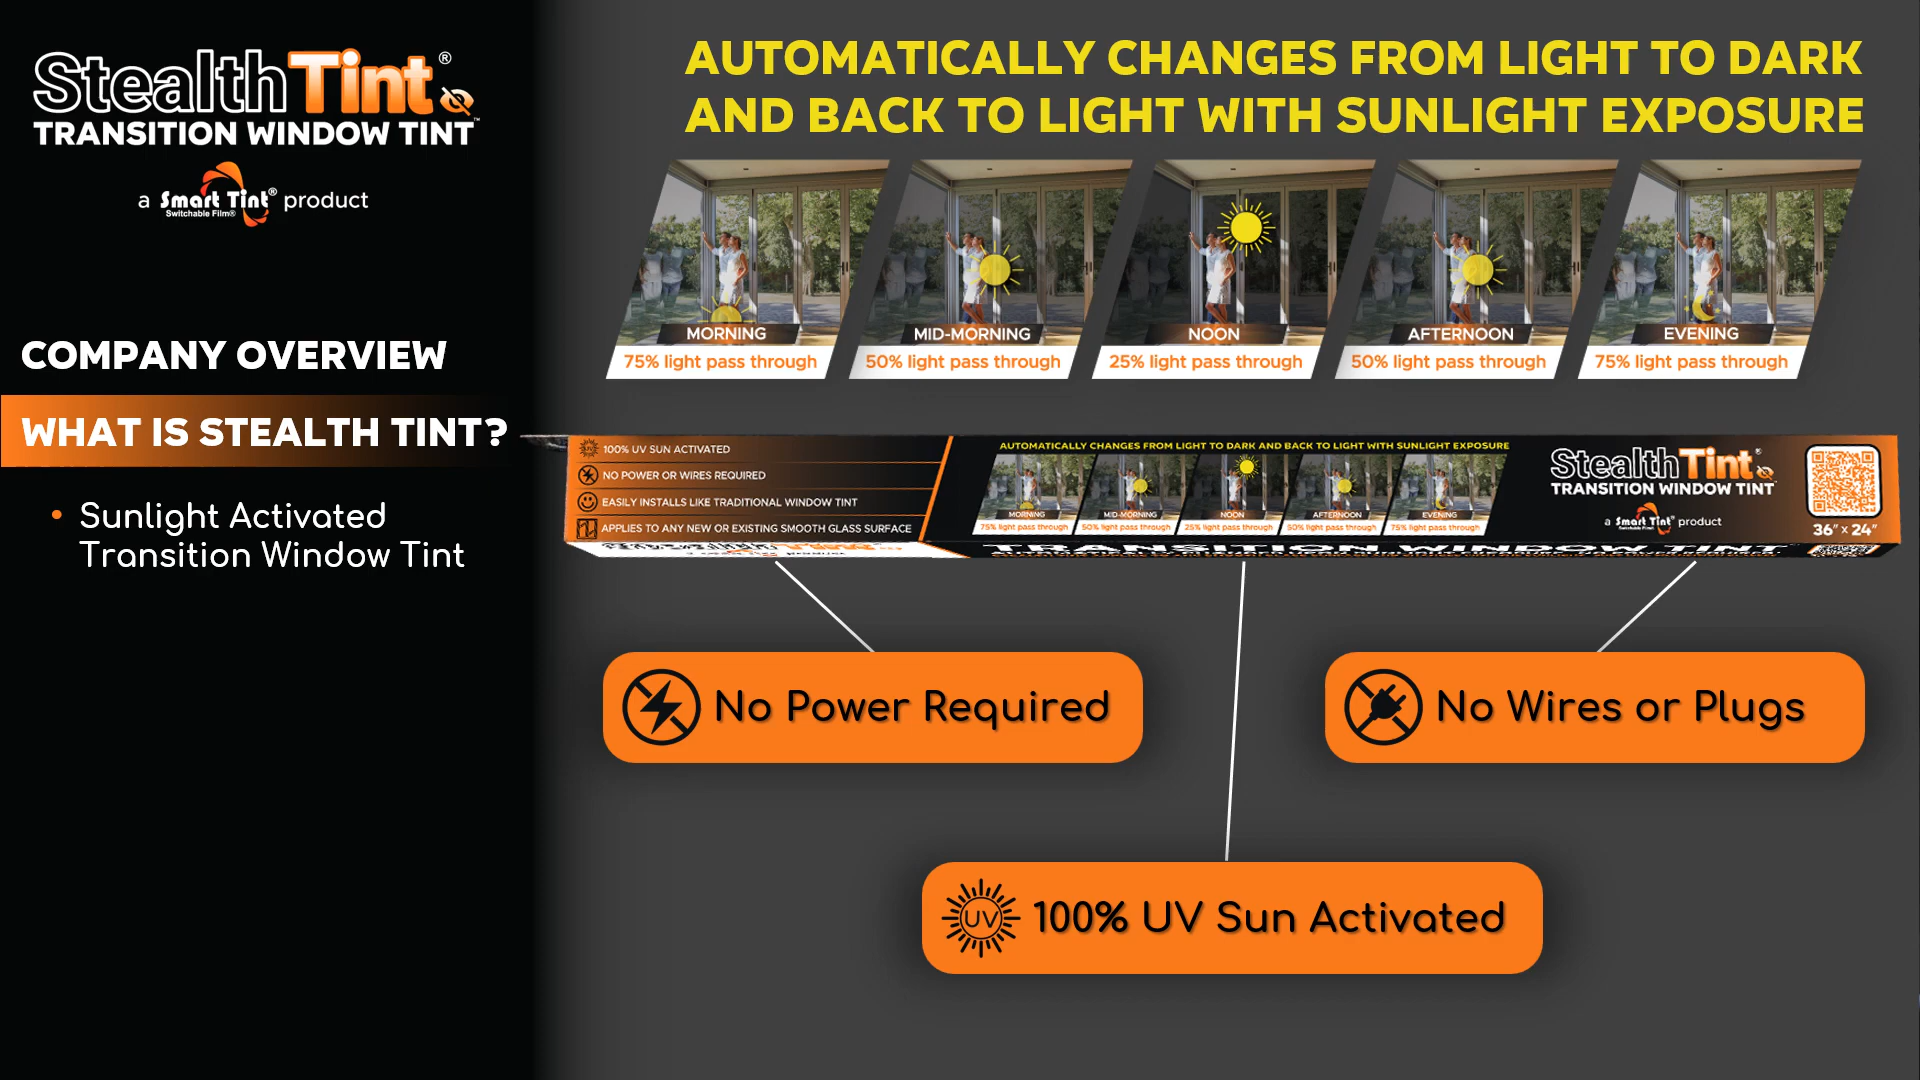 StealthTint®
TRANSITION WINDOW TINT™
a Smart Tint® product
Switchable Film®
COMPANY OVERVIEW
WHAT IS STEALTH TINT?
• Sunlight Activated
Transition Window Tint
AUTOMATICALLY CHANGES FROM LIGHT TO DARK
AND BACK TO LIGHT WITH SUNLIGHT EXPOSURE
MORNING
75% light pass through
MID-MORNING
50% light pass through
NOON
25% light pass through
AFTERNOON
50% light pass through
EVENING
75% light pass through
UV
100% UV SUN ACTIVATED
NO POWER OR WIRES REQUIRED
EASILY INSTALLS LIKE TRADITIONAL WINDOW TINT
APPLIES TO ANY NEW OR EXISTING SMOOTH GLASS SURFACE
AUTOMATICALLY CHANGES FROM LIGHT TO DARK AND BACK TO LIGHT WITH SUNLIGHT EXPOSURE
MORNING
75% light pass through
MID-MORNING
50% light pass through
NOON
25% light pass through
AFTERNOON
50% light pass through
EVENING
75% light pass through
StealthTint®
TRANSITION WINDOW TINT
a Smart Tint® product
36" x 24"
TRANSITION WINDOW TINT
No Power Required
No Wires or Plugs
UV
100% UV Sun Activated